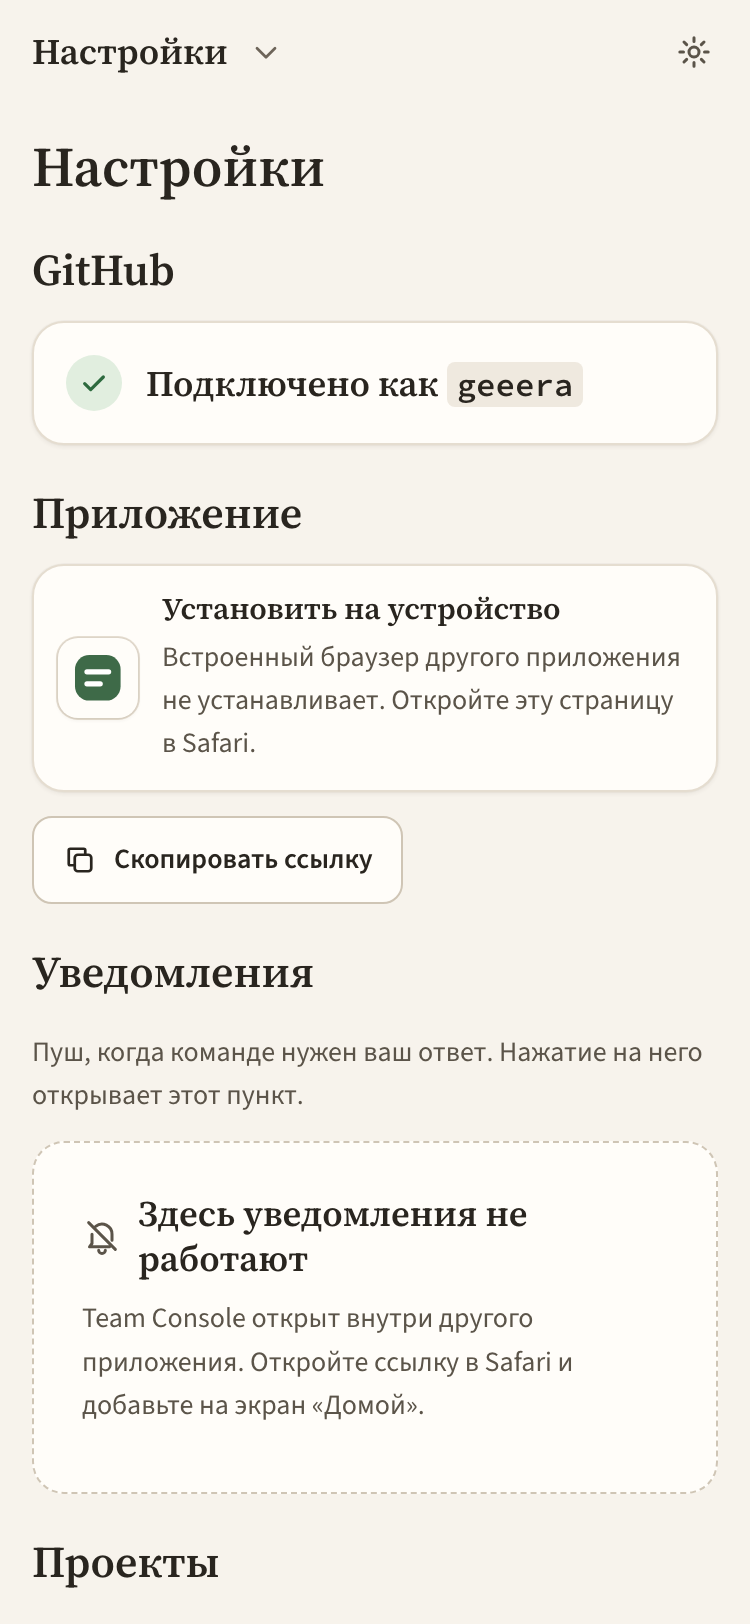 Настройки
Настройки
GitHub
Подключено как geeera
Приложение
Установить на устройство
Встроенный браузер другого приложения
не устанавливает. Откройте эту страницу
в Safari.
Скопировать ссылку
Уведомления
Пуш, когда команде нужен ваш ответ. Нажатие на него
открывает этот пункт.
Здесь уведомления не
работают
Team Console открыт внутри другого
приложения. Откройте ссылку в Safari и
добавьте на экран «Домой».
Проекты